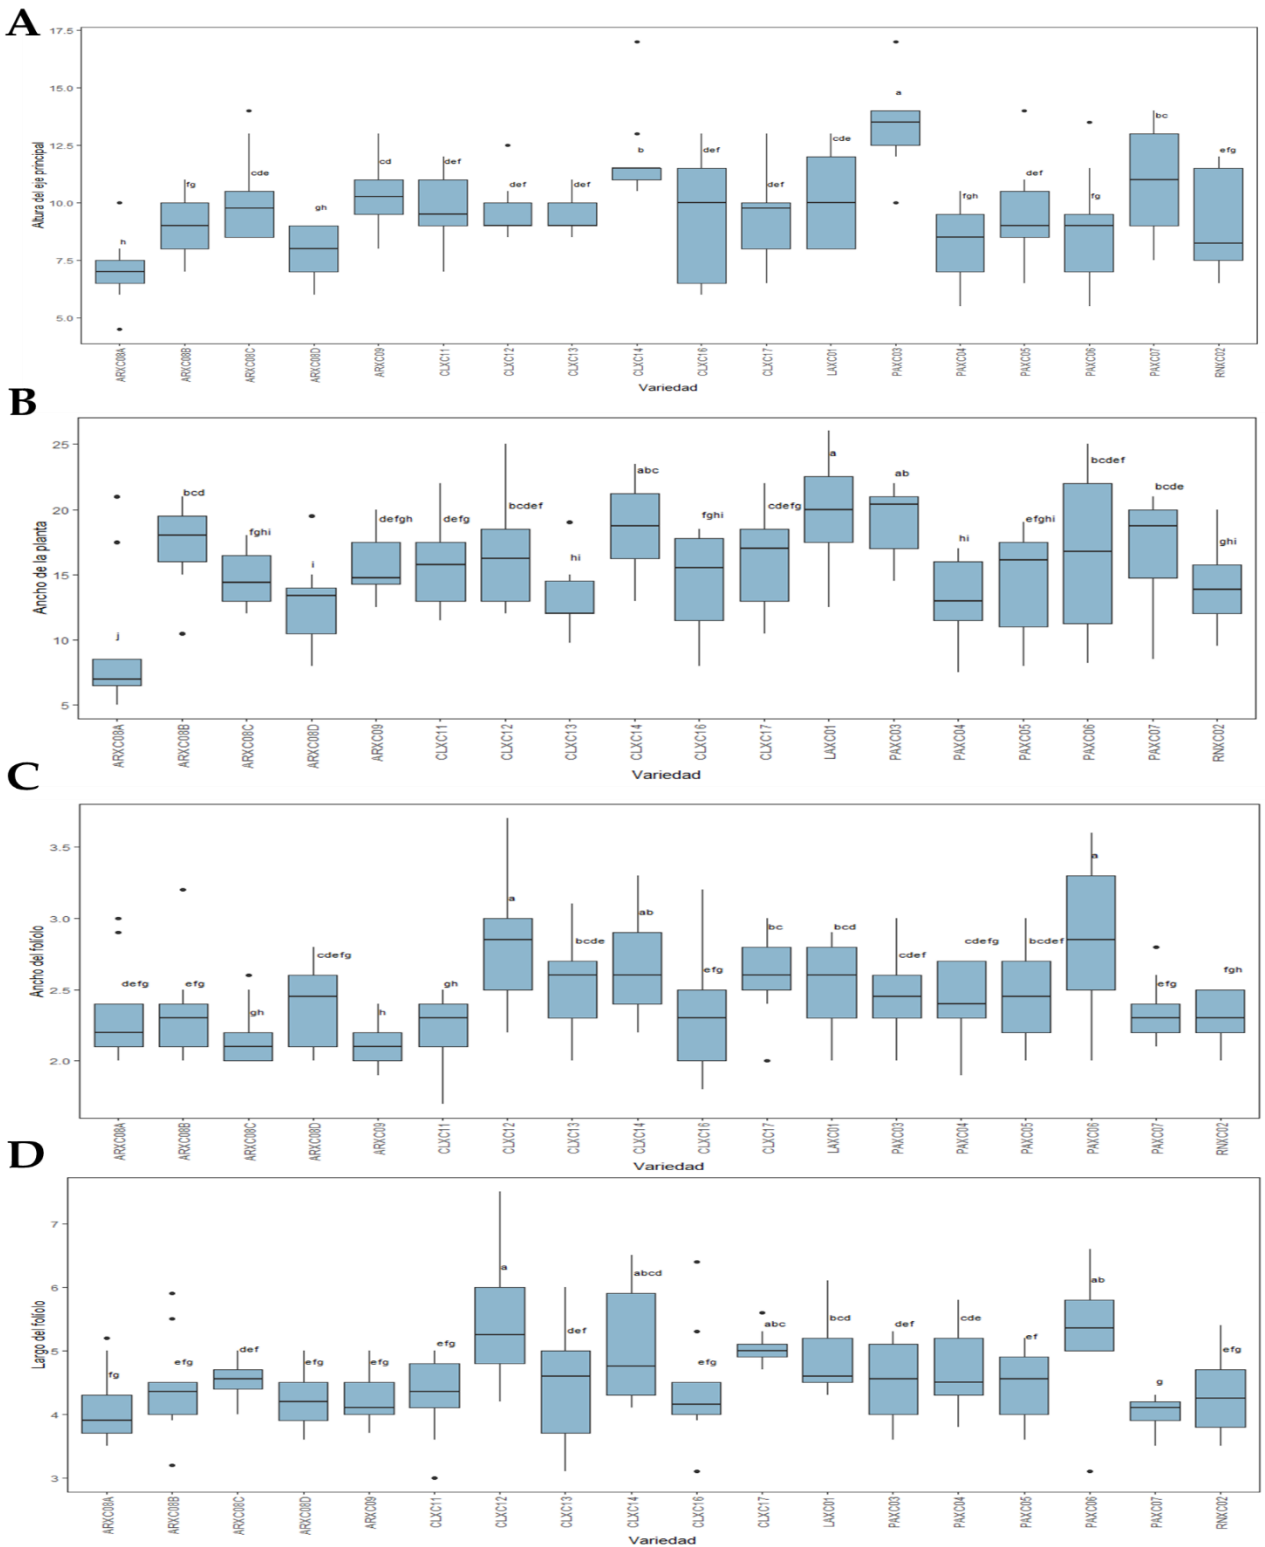 A
17.5
15.0
12.5
10.0
7.5
5.0
Altura del eje principal
h
fg
cde
gh
cd
def
def
def
b
def
def
cde
a
fgh
def
fg
bc
efg
ARXC08A ARXC08B ARXC08C ARXC08D ARXC09 CLXC11 CLXC12 CLXC13 CLXC14 CLXC16 CLXC17 LAXC01 PAXC03 PAXC04 PAXC05 PAXC06 PAXC07 RNXC02
Variedad
B
25
20
15
10
5
Ancho de la planta
j
bcd
fghi
i
defgh
defg
bcdef
hi
abc
fghi
cdefg
a
ab
hi
efghi
bcdef
bcde
ghi
ARXC08A ARXC08B ARXC08C ARXC08D ARXC09 CLXC11 CLXC12 CLXC13 CLXC14 CLXC16 CLXC17 LAXC01 PAXC03 PAXC04 PAXC05 PAXC06 PAXC07 RNXC02
Variedad
C
3.5
3.0
2.5
2.0
Ancho del folíolo
defg
efg
gh
cdefg
h
gh
a
bcde
ab
efg
bc
bcd
cdef
cdefg
bcdef
a
efg
fgh
ARXC08A ARXC08B ARXC08C ARXC08D ARXC09 CLXC11 CLXC12 CLXC13 CLXC14 CLXC16 CLXC17 LAXC01 PAXC03 PAXC04 PAXC05 PAXC06 PAXC07 RNXC02
Variedad
D
7
6
5
4
3
Largo del folíolo
fg
efg
def
efg
efg
efg
a
def
abcd
efg
abc
bcd
def
cde
ef
ab
g
efg
ARXC08A ARXC08B ARXC08C ARXC08D ARXC09 CLXC11 CLXC12 CLXC13 CLXC14 CLXC16 CLXC17 LAXC01 PAXC03 PAXC04 PAXC05 PAXC06 PAXC07 RNXC02
Variedad